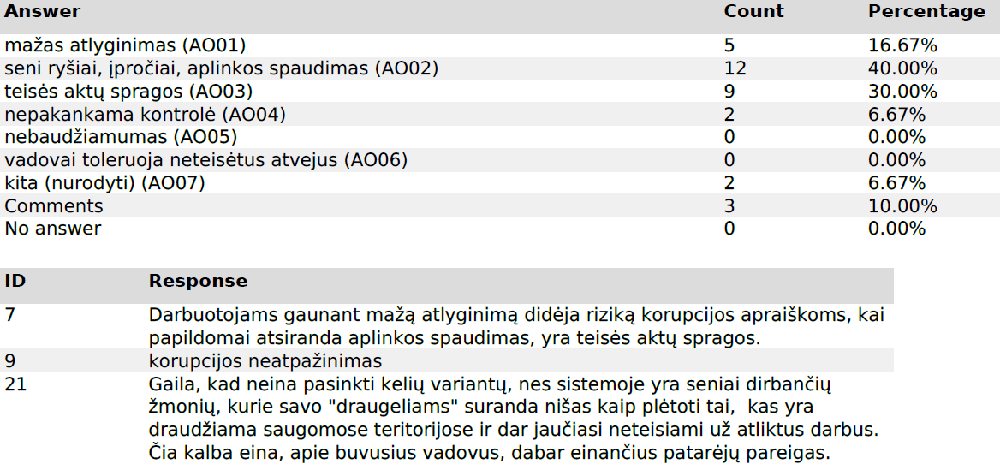 Answer Count Percentage
mažas atlyginimas (AO01) 5 16.67%
seni ryšiai, įpročiai, aplinkos spaudimas (AO02) 12 40.00%
teisės aktų spragos (AO03) 9 30.00%
nepakankama kontrolė (AO04) 2 6.67%
nebaudžiamumas (AO05) 0 0.00%
vadovai toleruoja neteisėtus atvejus (AO06) 0 0.00%
kita (nurodyti) (AO07) 2 6.67%
Comments 3 10.00%
No answer 0 0.00%
ID Response
7 Darbuotojams gaunant mažą atlyginimą didėja riziką korupcijos apraiškoms, kai
papildomai atsiranda aplinkos spaudimas, yra teisės aktų spragos.
9 korupcijos neatpažinimas
21 Gaila, kad neina pasinkti kelių variantų, nes sistemoje yra seniai dirbančių
žmonių, kurie savo "draugeliams" suranda nišas kaip plėtoti tai,  kas yra
draudžiama saugomose teritorijose ir dar jaučiasi neteisiami už atliktus darbus.
Čia kalba eina, apie buvusius vadovus, dabar einančius patarėjų pareigas.